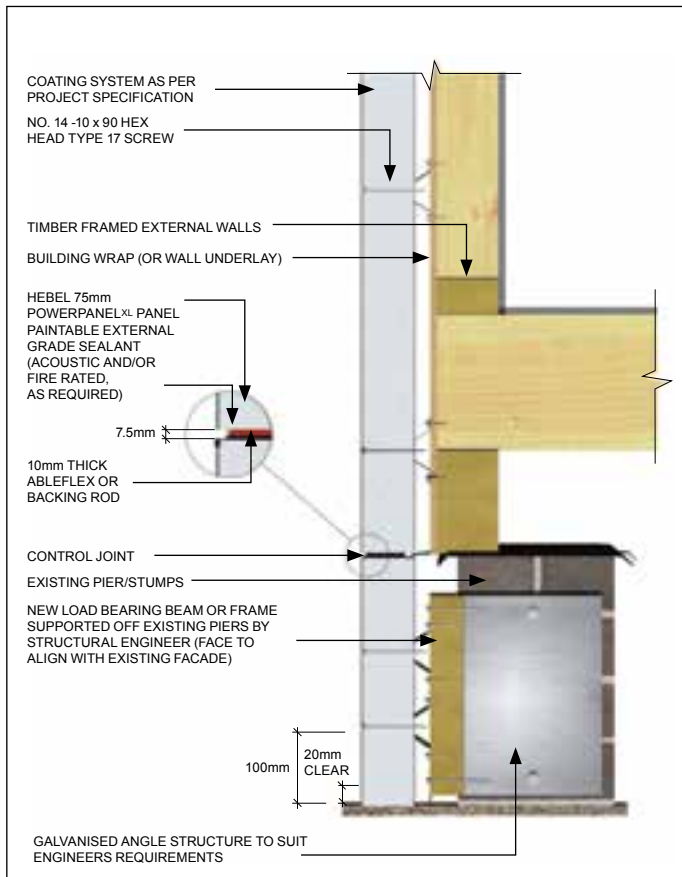 COATING SYSTEM AS PER
PROJECT SPECIFICATION
NO. 14 -10 x 90 HEX
HEAD TYPE 17 SCREW
TIMBER FRAMED EXTERNAL WALLS
BUILDING WRAP (OR WALL UNDERLAY)
HEBEL 75mm
POWERPANELXL PANEL
PAINTABLE EXTERNAL
GRADE SEALANT
(ACOUSTIC AND/OR
FIRE RATED,
AS REQUIRED)
7.5mm
10mm THICK
ABLEFLEX OR
BACKING ROD
CONTROL JOINT
EXISTING PIER/STUMPS
NEW LOAD BEARING BEAM OR FRAME
SUPPORTED OFF EXISTING PIERS BY
STRUCTURAL ENGINEER (FACE TO
ALIGN WITH EXISTING FACADE)
100mm
20mm
CLEAR
GALVANISED ANGLE STRUCTURE TO SUIT
ENGINEERS REQUIREMENTS